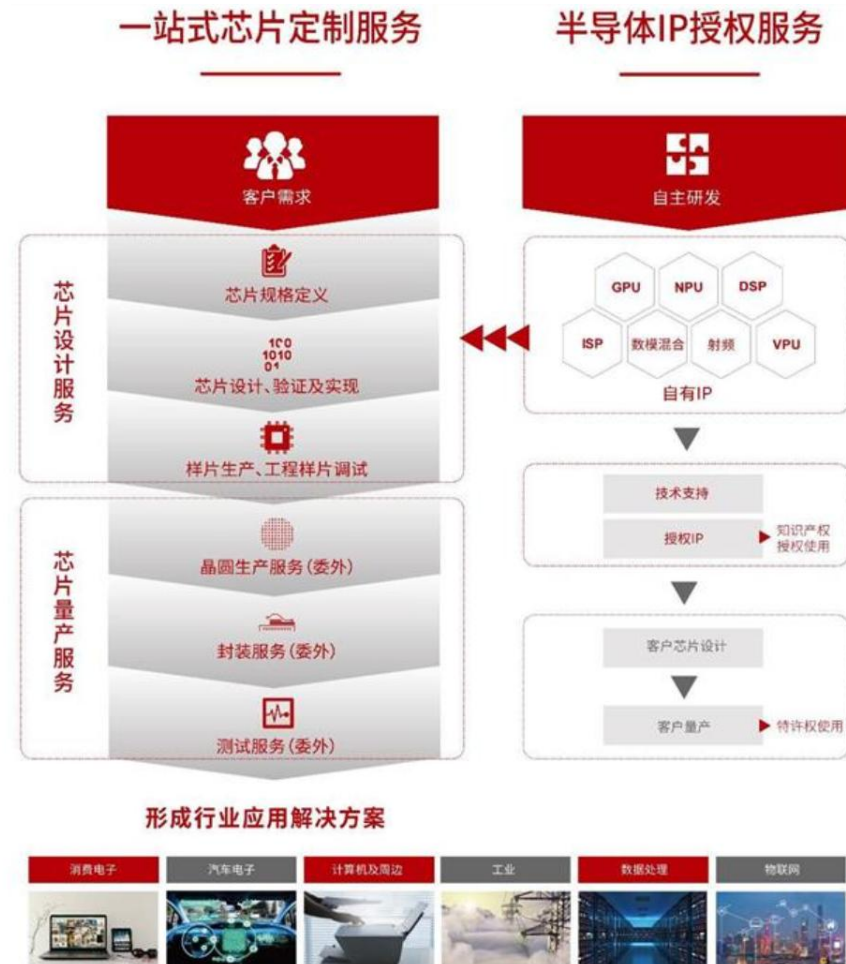 一站式芯片定制服务
半导体IP授权服务
客户需求
芯片设计服务
芯片规格定义
100
1010
01
芯片设计、验证及实现
样片生产、工程样片调试
芯片量产服务
晶圆生产服务(委外)
封装服务(委外)
测试服务(委外)
自主研发
GPU
NPU
DSP
ISP
数模混合
射频
VPU
自有IP
技术支持
授权IP
知识产权
授权使用
客户芯片设计
客户量产
特许权使用
形成行业应用解决方案
消费电子
汽车电子
计算机及周边
工业
数据处理
物联网